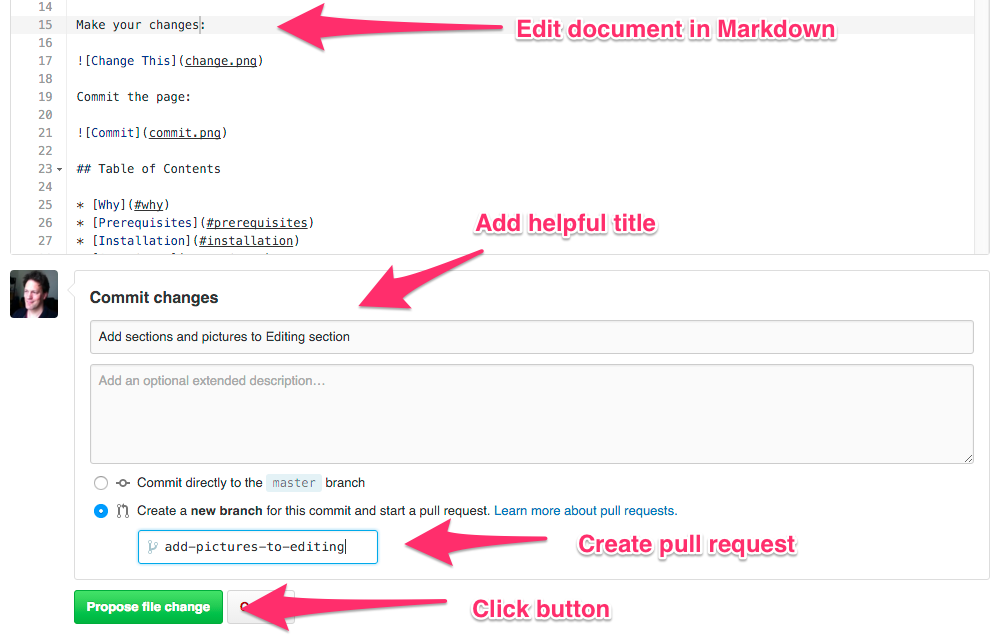 14
15 Make your changes: Edit document in Markdown
16
17 ![Change This](change.png)
18
19 Commit the page:
20
21 ![Commit](commit.png)
22
23 ## Table of Contents
24
25 * [Why](#why)
26 * [Prerequisites](#prerequisites)
27 * [Installation](#installation)
Add helpful title
Commit changes
Add sections and pictures to Editing section
Add an optional extended description…
Commit directly to the master branch
Create a new branch for this commit and start a pull request. Learn more about pull requests.
add-pictures-to-editing
Create pull request
Propose file change
Click button